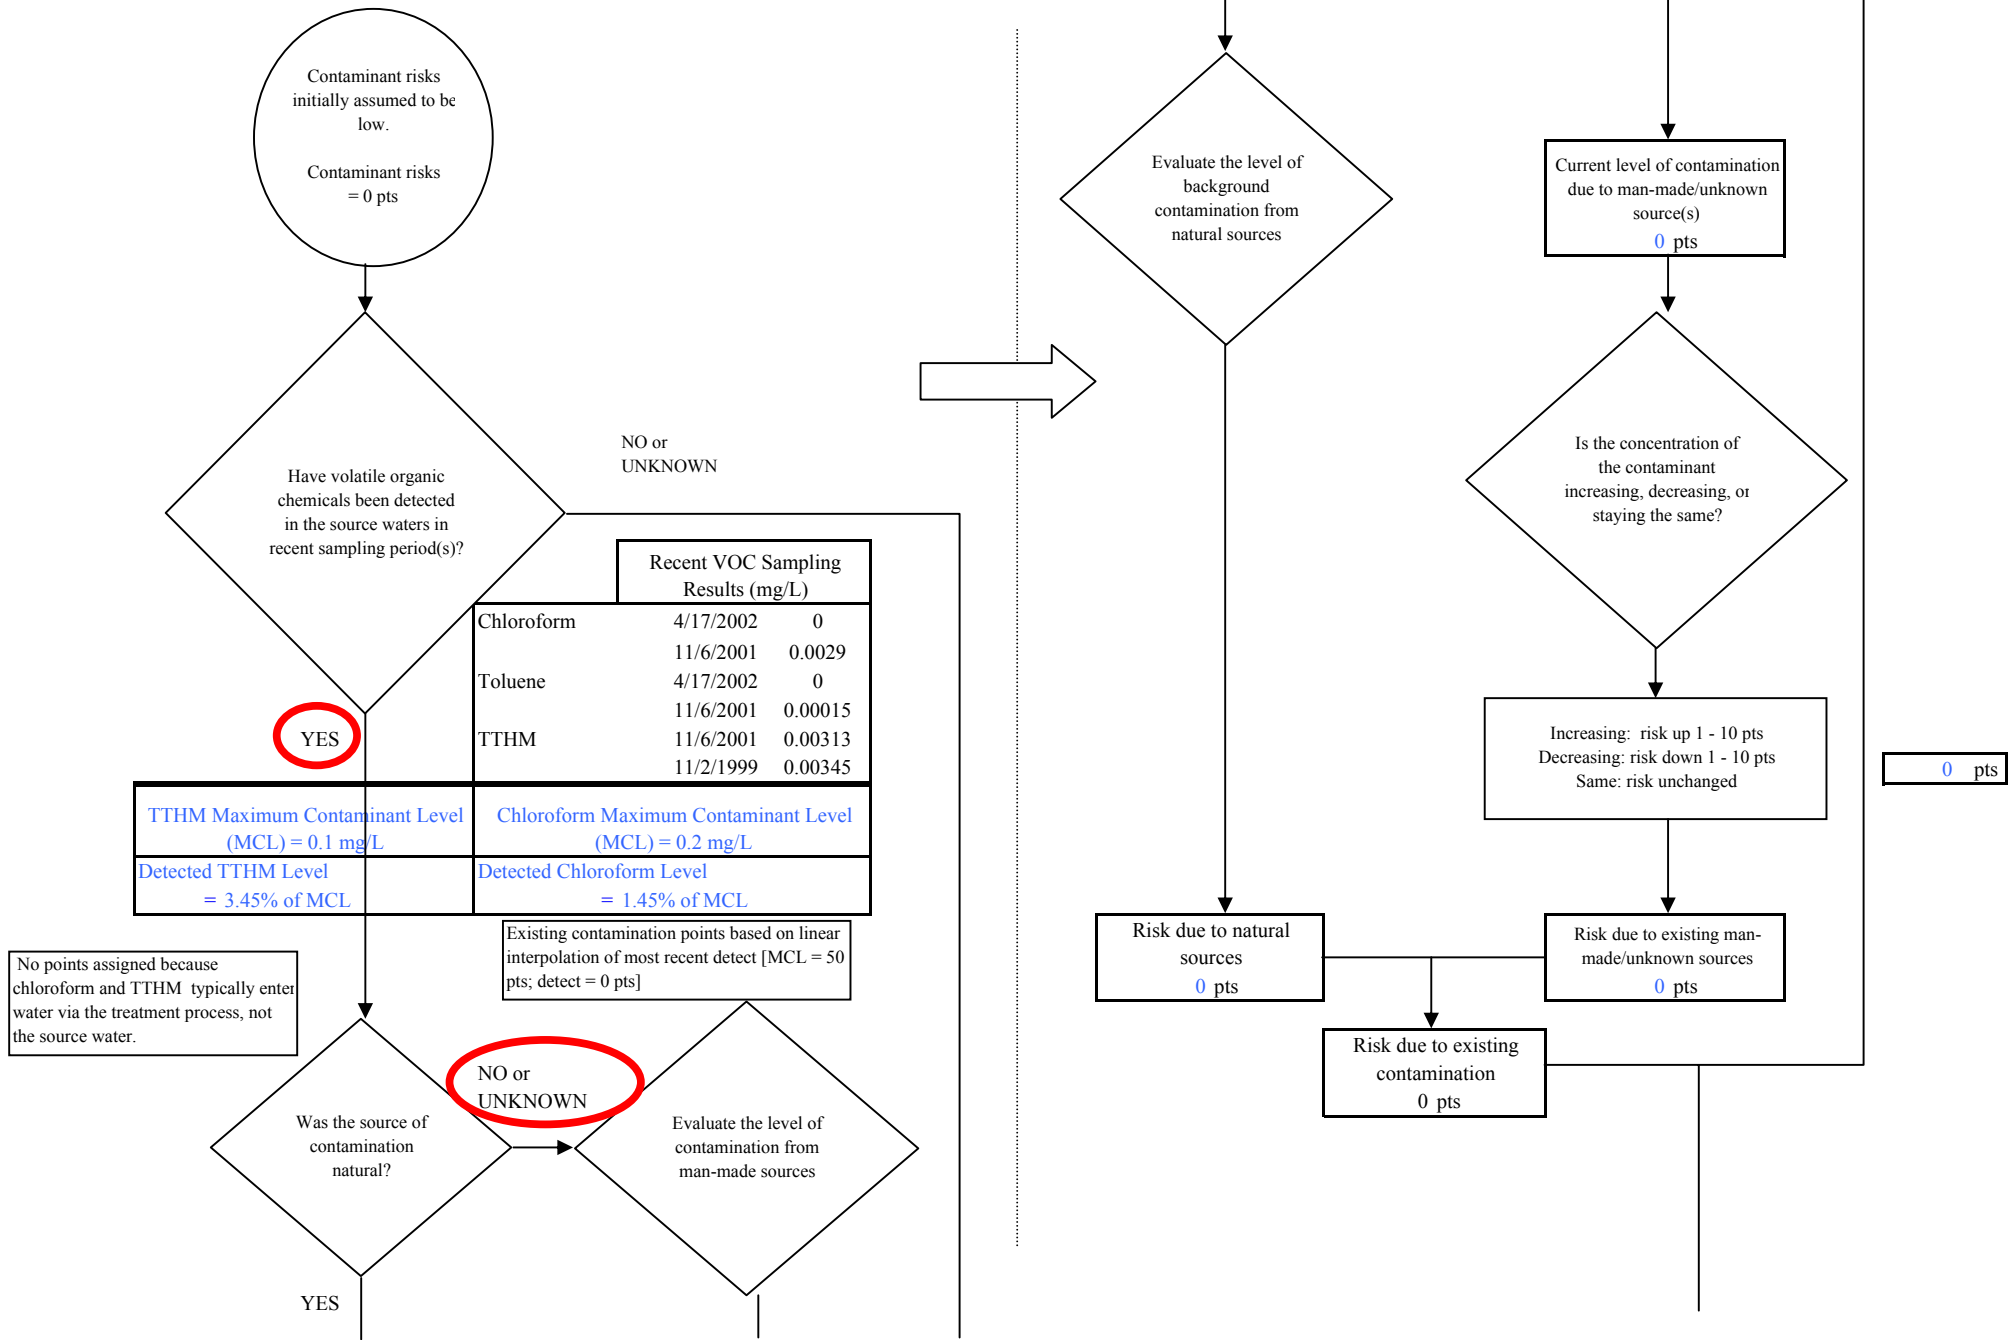 Contaminant risks
initially assumed to be
low.
Contaminant risks
= 0 pts
Have volatile organic
chemicals been detected
in the source waters in
recent sampling period(s)?
NO or
UNKNOWN
YES
Recent VOC Sampling
Results (mg/L)
Chloroform 4/17/2002 0
11/6/2001 0.0029
Toluene 4/17/2002 0
11/6/2001 0.00015
TTHM 11/6/2001 0.00313
11/2/1999 0.00345
TTHM Maximum Contaminant Level
(MCL) = 0.1 mg/L
Chloroform Maximum Contaminant Level
(MCL) = 0.2 mg/L
Detected TTHM Level
= 3.45% of MCL
Detected Chloroform Level
= 1.45% of MCL
No points assigned because
chloroform and TTHM typically enter
water via the treatment process, not
the source water.
Existing contamination points based on linear
interpolation of most recent detect [MCL = 50
pts; detect = 0 pts]
Was the source of
contamination
natural?
NO or
UNKNOWN
Evaluate the level of
contamination from
man-made sources
YES
Evaluate the level of
background
contamination from
natural sources
Current level of contamination
due to man-made/unknown
source(s)
0 pts
Is the concentration of
the contaminant
increasing, decreasing, or
staying the same?
Increasing: risk up 1 - 10 pts
Decreasing: risk down 1 - 10 pts
Same: risk unchanged
0 pts
Risk due to natural
sources
0 pts
Risk due to existing man-
made/unknown sources
0 pts
Risk due to existing
contamination
0 pts